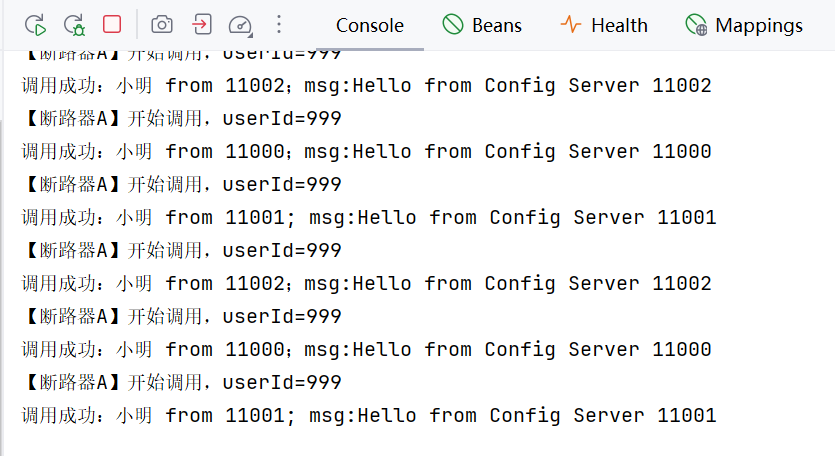 Console Beans Health Mappings
【断路器A】开始调用，userId=999
调用成功：小明 from 11002；msg:Hello from Config Server 11002
【断路器A】开始调用，userId=999
调用成功：小明 from 11000；msg:Hello from Config Server 11000
【断路器A】开始调用，userId=999
调用成功：小明 from 11001; msg:Hello from Config Server 11001
【断路器A】开始调用，userId=999
调用成功：小明 from 11002；msg:Hello from Config Server 11002
【断路器A】开始调用，userId=999
调用成功：小明 from 11000；msg:Hello from Config Server 11000
【断路器A】开始调用，userId=999
调用成功：小明 from 11001; msg:Hello from Config Server 11001